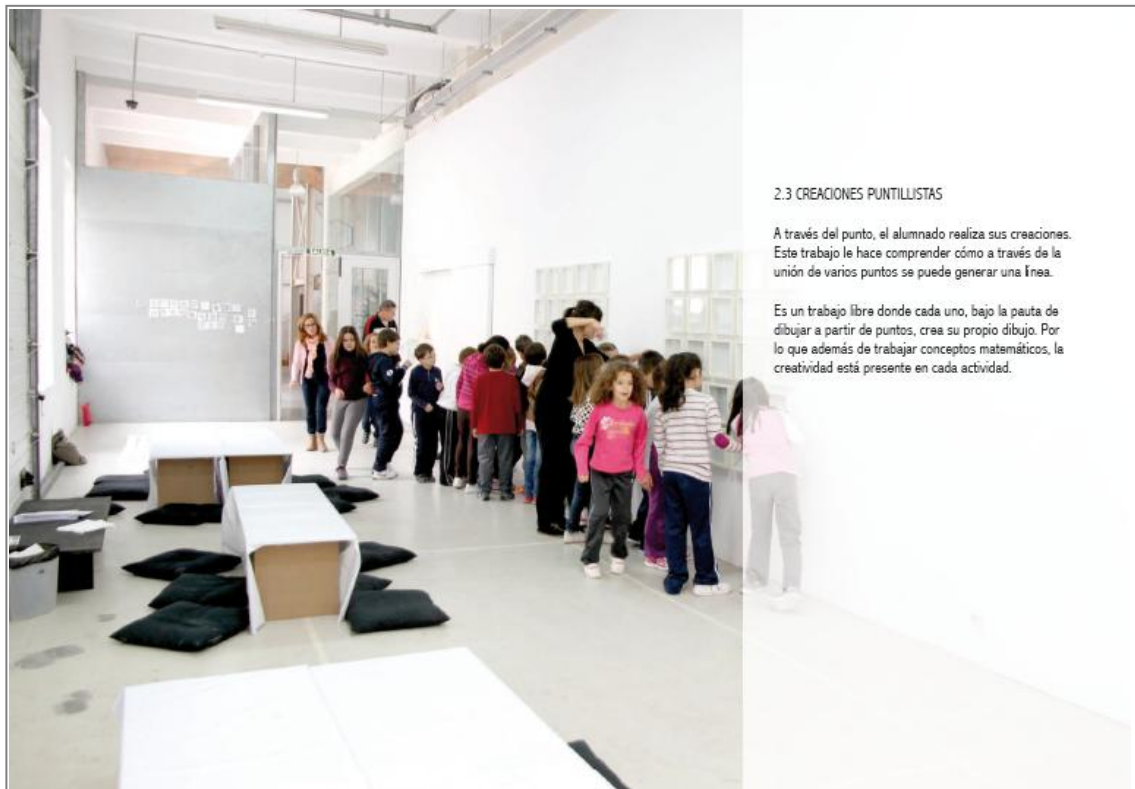 SALIDA
2.3 CREACIONES PUNTILLISTAS
A través del punto, el alumnado realiza sus creaciones.
Este trabajo le hace comprender cómo a través de la
unión de varios puntos se puede generar una línea.
Es un trabajo libre donde cada uno, bajo la pauta de
dibujar a partir de puntos, crea su propio dibujo. Por
lo que además de trabajar conceptos matemáticos, la
creatividad está presente en cada actividad.